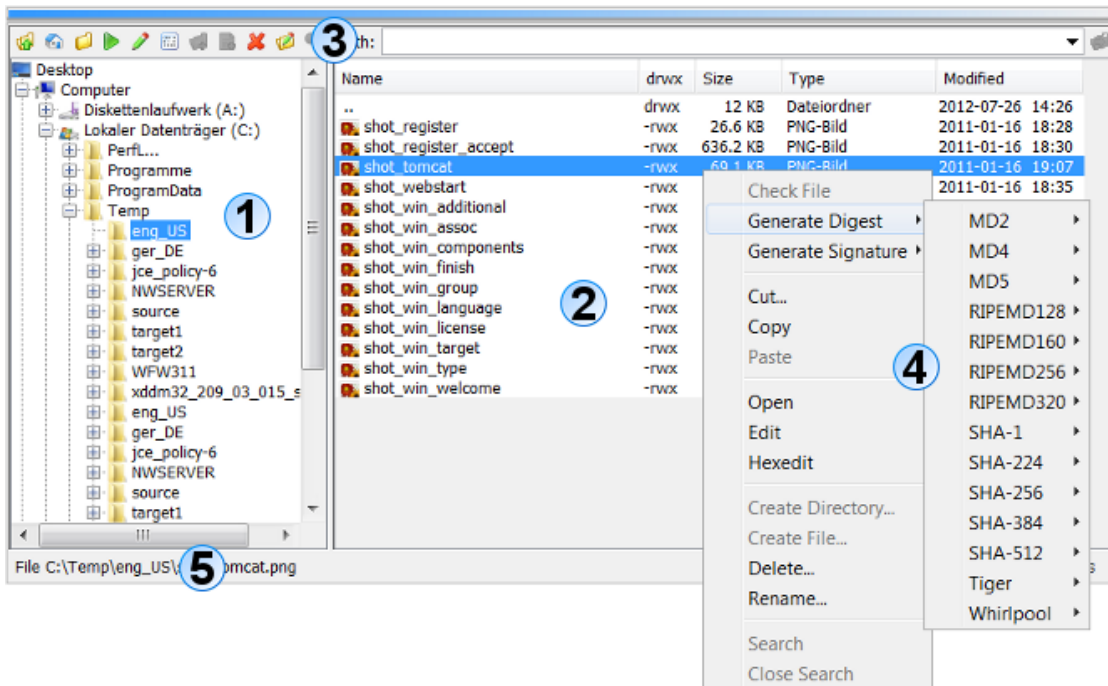 3
th:
Desktop
Computer
Diskettenlaufwerk (A:)
Lokaler Datenträger (C:)
PerfL...
Programme
ProgramData
Temp
eng_US
ger_DE
jce_policy-6
NWSERVER
source
target1
target2
WFW311
xddm32_209_03_015_s
eng_US
ger_DE
jce_policy-6
NWSERVER
source
target1
1
Name drwx Size Type Modified
.. drwx 12 KB Dateiordner 2012-07-26 14:26
shot_register -rwx 26.6 KB PNG-Bild 2011-01-16 18:28
shot_register_accept -rwx 636.2 KB PNG-Bild 2011-01-16 18:30
shot_tomcat -rwx 69.1 KB PNG-Bild 2011-01-16 19:07
shot_webstart -rwx 2011-01-16 18:35
shot_win_additional -rwx
shot_win_assoc -rwx
shot_win_components -rwx
shot_win_finish -rwx
shot_win_group -rwx
shot_win_language -rwx
shot_win_license -rwx
shot_win_target -rwx
shot_win_type -rwx
shot_win_welcome -rwx
2
Check File
Generate Digest
Generate Signature
Cut...
Copy
Paste
Open
Edit
Hexedit
Create Directory...
Create File...
Delete...
Rename...
Search
Close Search
4
MD2
MD4
MD5
RIPEMD128
RIPEMD160
RIPEMD256
RIPEMD320
SHA-1
SHA-224
SHA-256
SHA-384
SHA-512
Tiger
Whirlpool
File C:\Temp\eng_US\ omcat.png
5
s